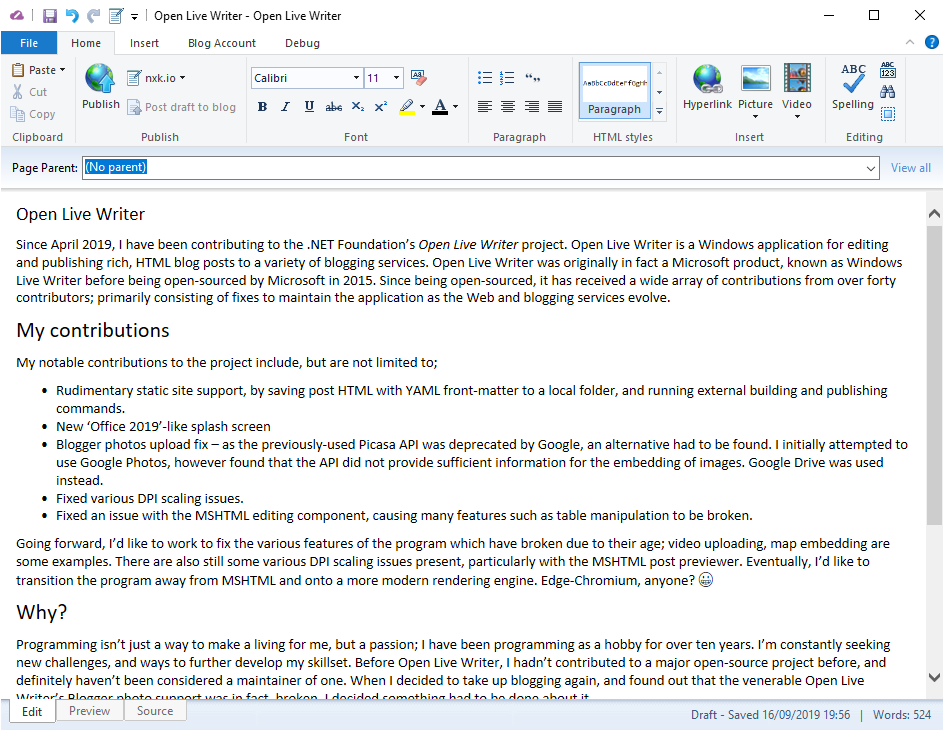 Open Live Writer - Open Live Writer
File Home Insert Blog Account Debug
Paste
Cut
Copy
Clipboard
Publish
nxk.io
Post draft to blog
Publish
Calibri 11
B I U abc X₂ X²
A
Font
Paragraph
AaBbCcDdEeFfGgH
Paragraph
HTML styles
Hyperlink Picture Video
Insert
ABC
Spelling
ABC
123
Editing
Page Parent: (No parent) View all
Open Live Writer
Since April 2019, I have been contributing to the .NET Foundation’s Open Live Writer project. Open Live Writer is a Windows application for editing
and publishing rich, HTML blog posts to a variety of blogging services. Open Live Writer was originally in fact a Microsoft product, known as Windows
Live Writer before being open-sourced by Microsoft in 2015. Since being open-sourced, it has received a wide array of contributions from over forty
contributors; primarily consisting of fixes to maintain the application as the Web and blogging services evolve.
My contributions
My notable contributions to the project include, but are not limited to;
• Rudimentary static site support, by saving post HTML with YAML front-matter to a local folder, and running external building and publishing
commands.
• New ‘Office 2019’-like splash screen
• Blogger photos upload fix – as the previously-used Picasa API was deprecated by Google, an alternative had to be found. I initially attempted to
use Google Photos, however found that the API did not provide sufficient information for the embedding of images. Google Drive was used
instead.
• Fixed various DPI scaling issues.
• Fixed an issue with the MSHTML editing component, causing many features such as table manipulation to be broken.
Going forward, I’d like to work to fix the various features of the program which have broken due to their age; video uploading, map embedding are
some examples. There are also still some various DPI scaling issues present, particularly with the MSHTML post previewer. Eventually, I’d like to
transition the program away from MSHTML and onto a more modern rendering engine. Edge-Chromium, anyone? 😀
Why?
Programming isn’t just a way to make a living for me, but a passion; I have been programming as a hobby for over ten years. I’m constantly seeking
new challenges, and ways to further develop my skillset. Before Open Live Writer, I hadn’t contributed to a major open-source project before, and
definitely haven’t been considered a maintainer of one. When I decided to take up blogging again, and found out that the venerable Open Live
Writer’s Blogger photo support was in fact, broken, I decided something had to be done about it.
Edit Preview Source
Draft - Saved 16/09/2019 19:56 | Words: 524